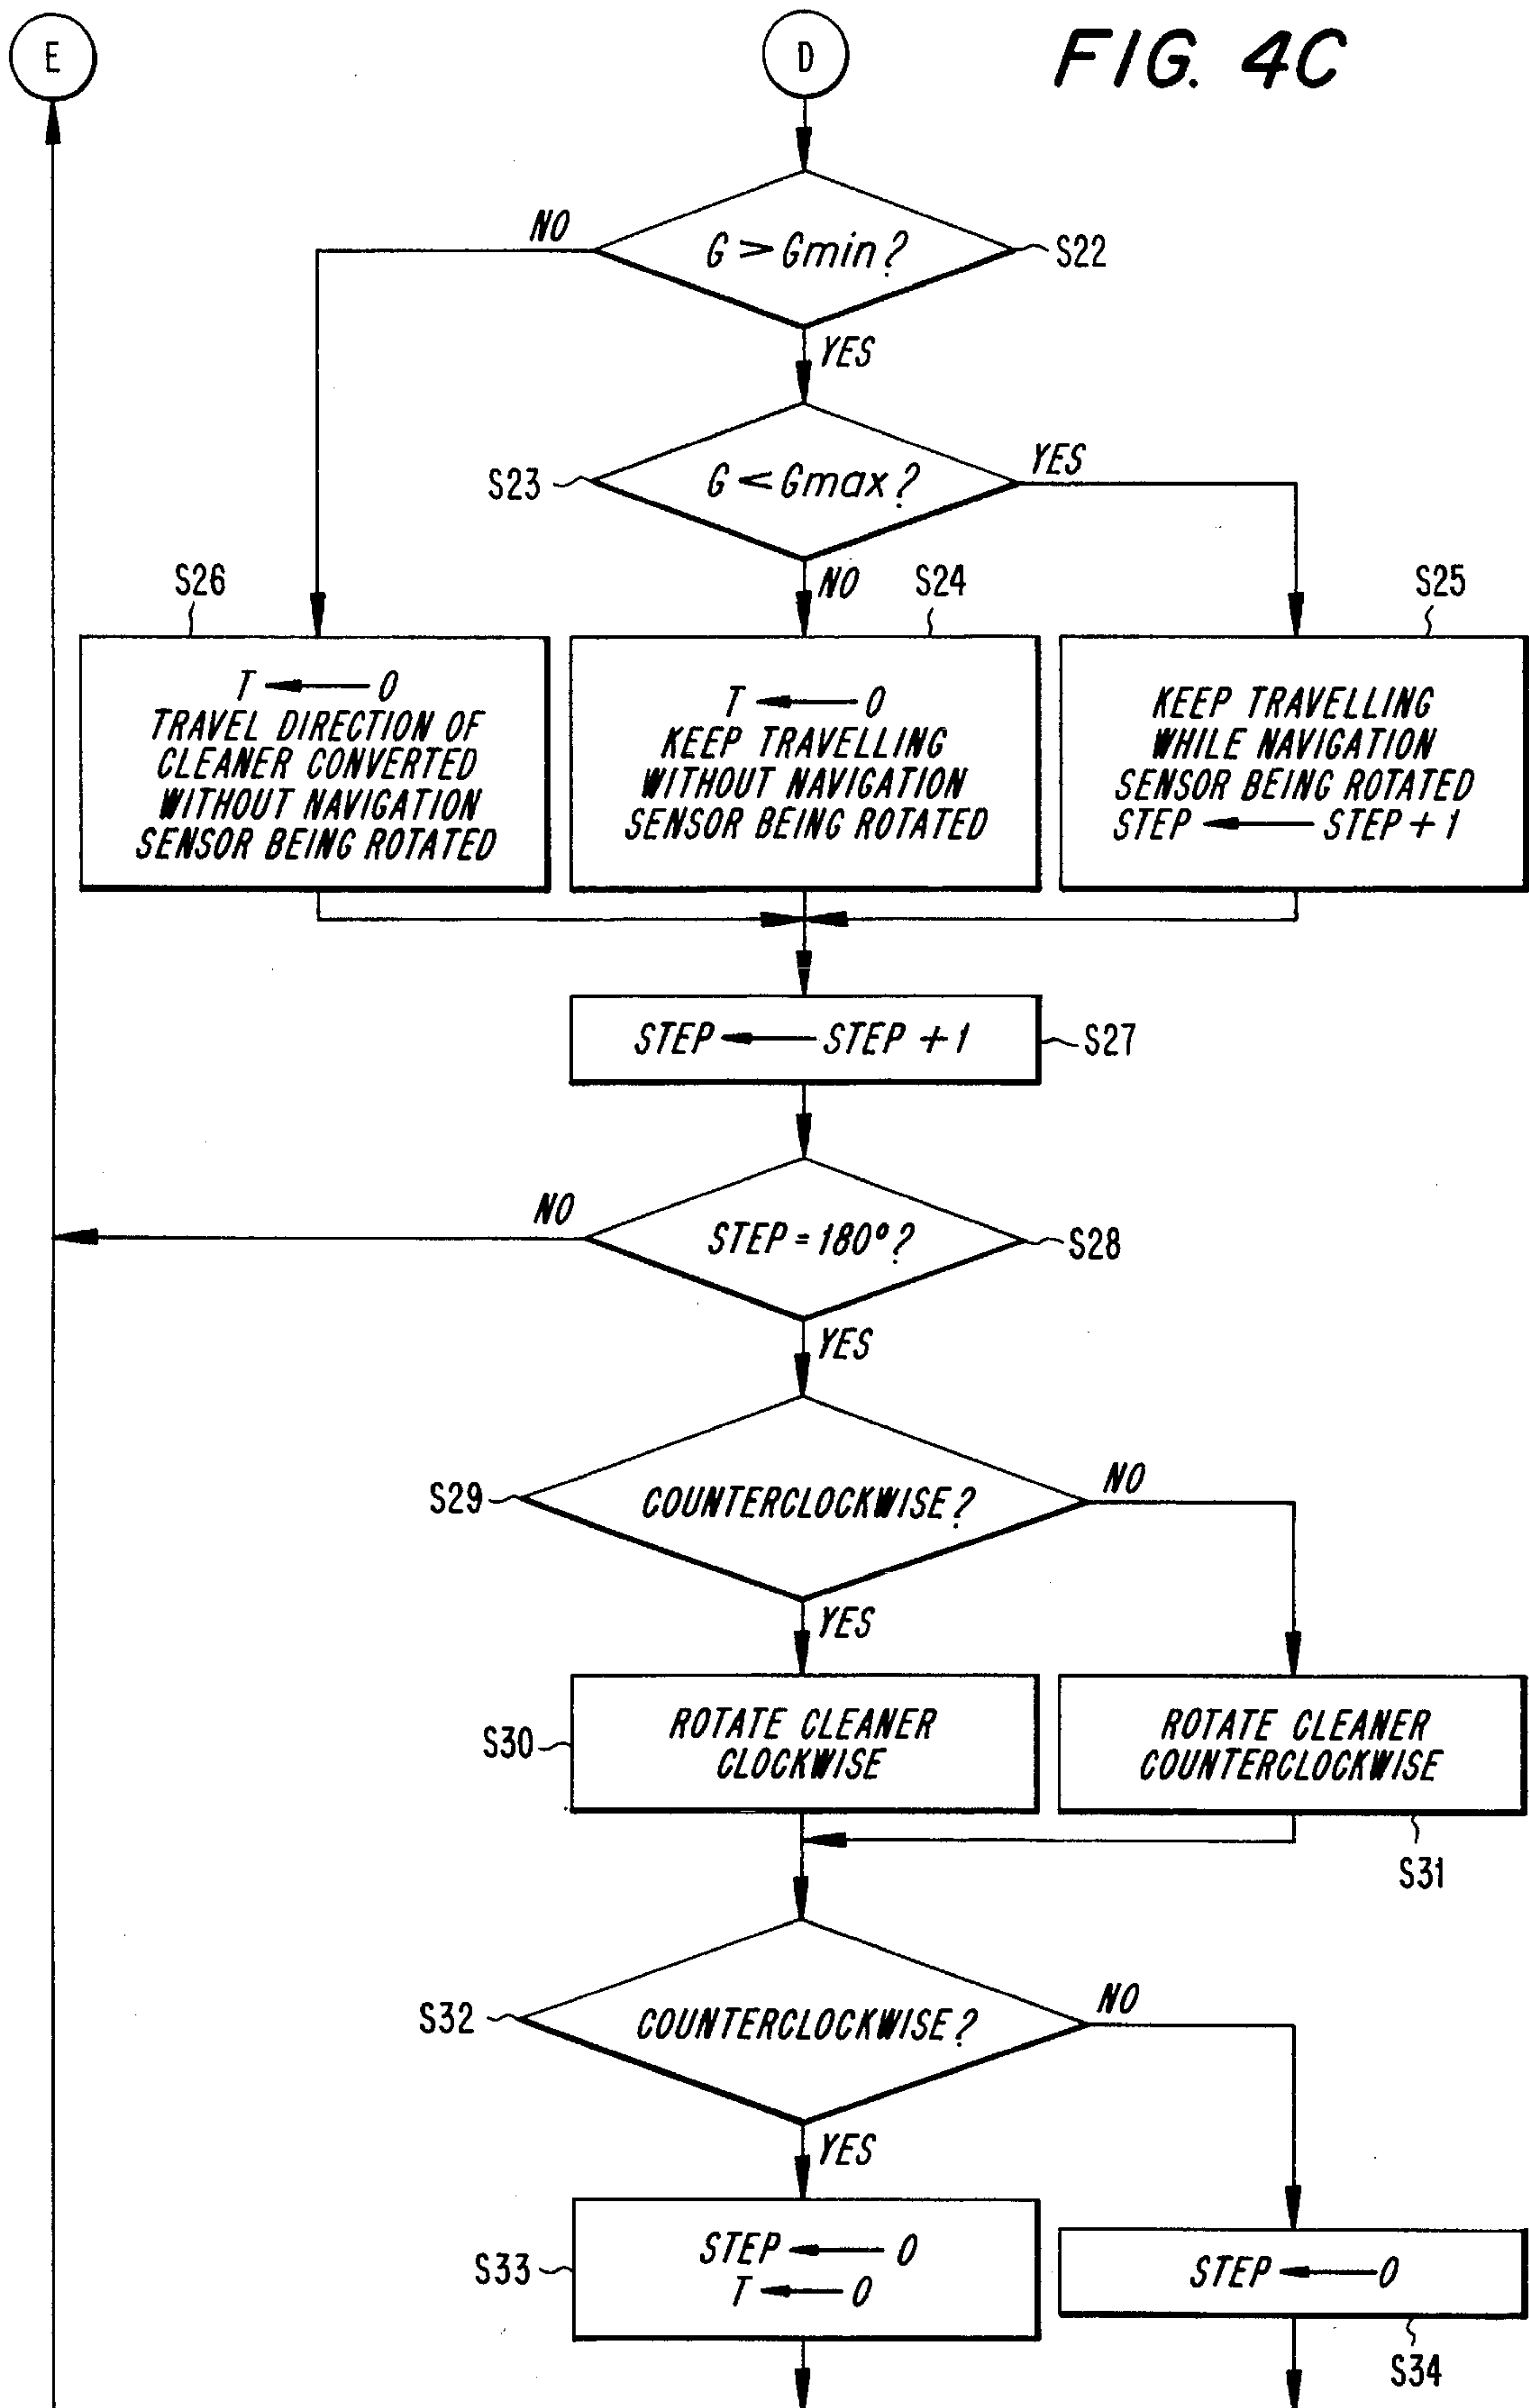 E
D
FIG. 4C
NO
G > Gmin?
S22
YES
S23
G < Gmax?
YES
NO
S26
S24
S25
T ← 0
TRAVEL DIRECTION OF
CLEANER CONVERTED
WITHOUT NAVIGATION
SENSOR BEING ROTATED
T ← 0
KEEP TRAVELLING
WITHOUT NAVIGATION
SENSOR BEING ROTATED
KEEP TRAVELLING
WHILE NAVIGATION
SENSOR BEING ROTATED
STEP ← STEP + 1
STEP ← STEP + 1
S27
NO
STEP = 180°?
S28
YES
S29
COUNTERCLOCKWISE?
NO
YES
S30
ROTATE CLEANER
CLOCKWISE
ROTATE CLEANER
COUNTERCLOCKWISE
S31
S32
COUNTERCLOCKWISE?
NO
YES
S33
STEP ← 0
T ← 0
STEP ← 0
S34